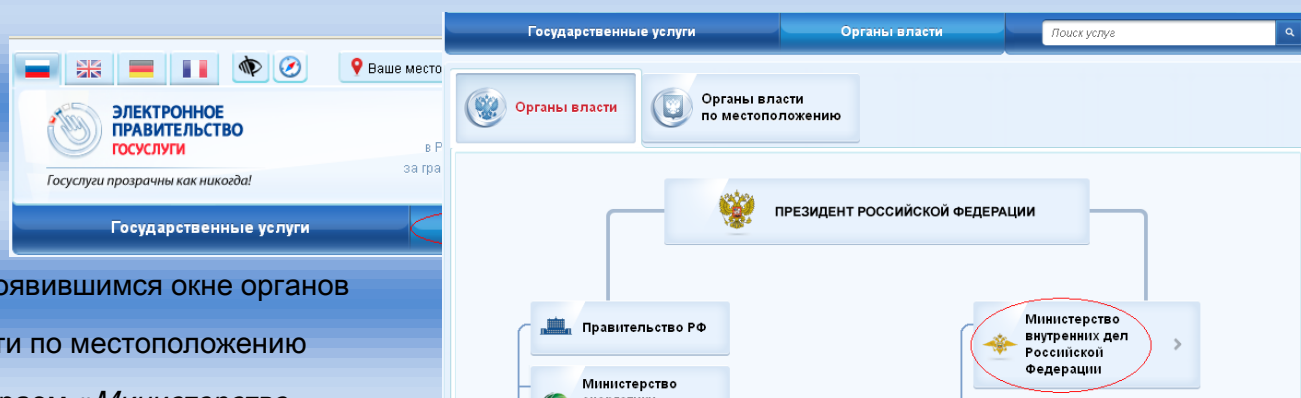 Ваше место
ЭЛЕКТРОННОЕ
ПРАВИТЕЛЬСТВО
ГОСУСЛУГИ
в Р
за гра
Госуслуги прозрачны как никогда!
Государственные услуги
оявившимся окне органов
ти по местоположению
«Министерство
Государственные услуги
Органы власти
Поиск услуг
Органы власти
Органы власти
по местоположению
ПРЕЗИДЕНТ РОССИЙСКОЙ ФЕДЕРАЦИИ
Правительство РФ
Министерство
Министерство
внутренних дел
Российской
Федерации